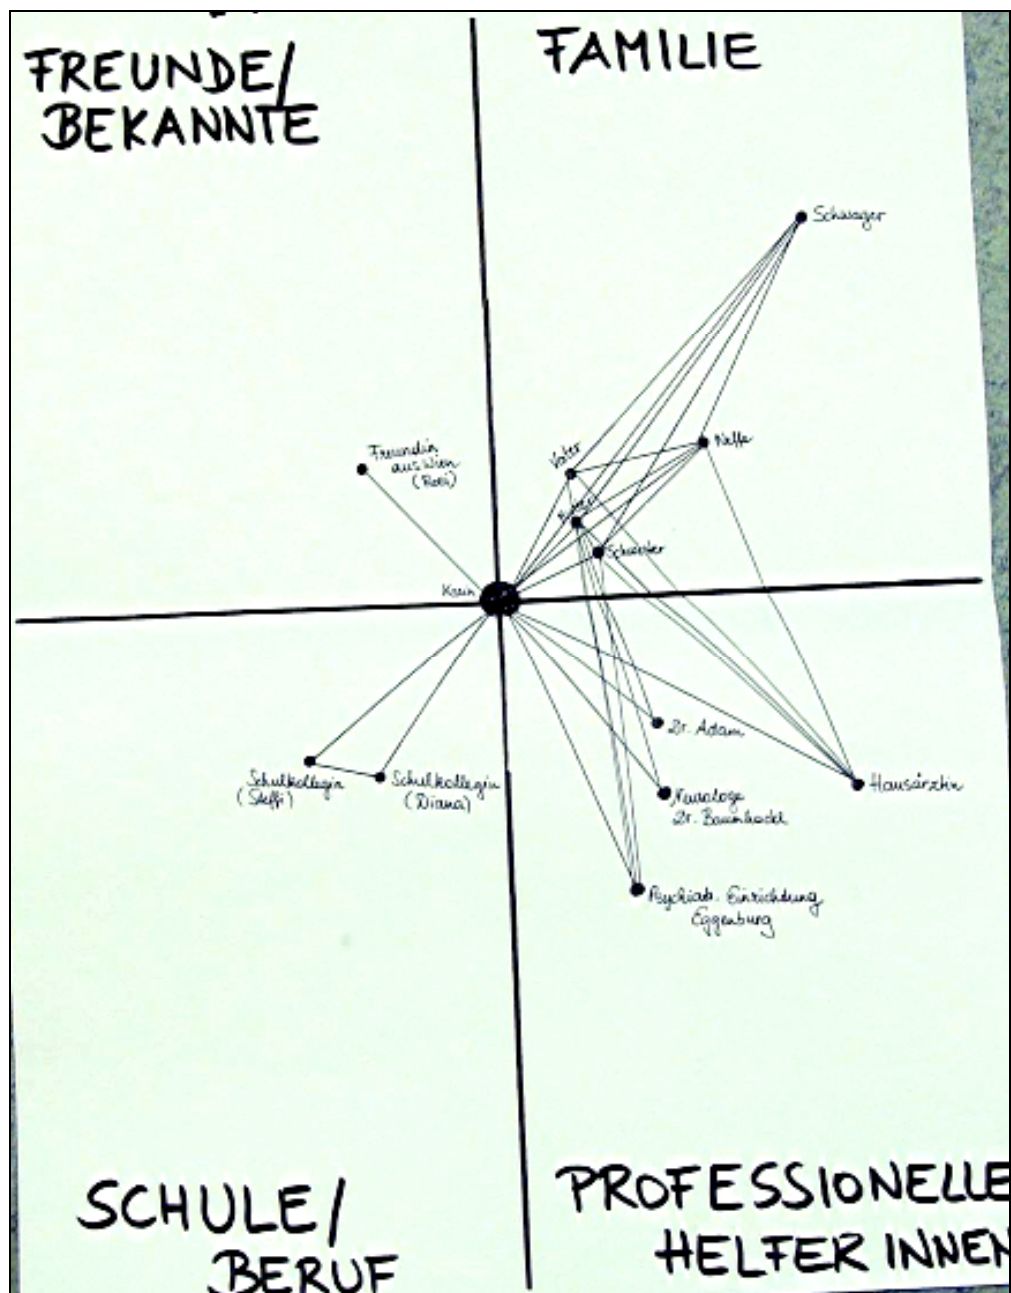 FREUNDE/
BEKANNTE
FAMILIE
Schwager
Neffe
Vater
Schwester
Freundin
aus Wien
(Rosi)
Karin
Dr. Adam
Hausärztin
Neurologe
Dr. Baumhackl
Psychiatr. Einrichtung
Eggenburg
Schulkollegin
(Steffi)
Schulkollegin
(Diana)
SCHULE/
BERUF
PROFESSIONELLE
HELFER INNEN